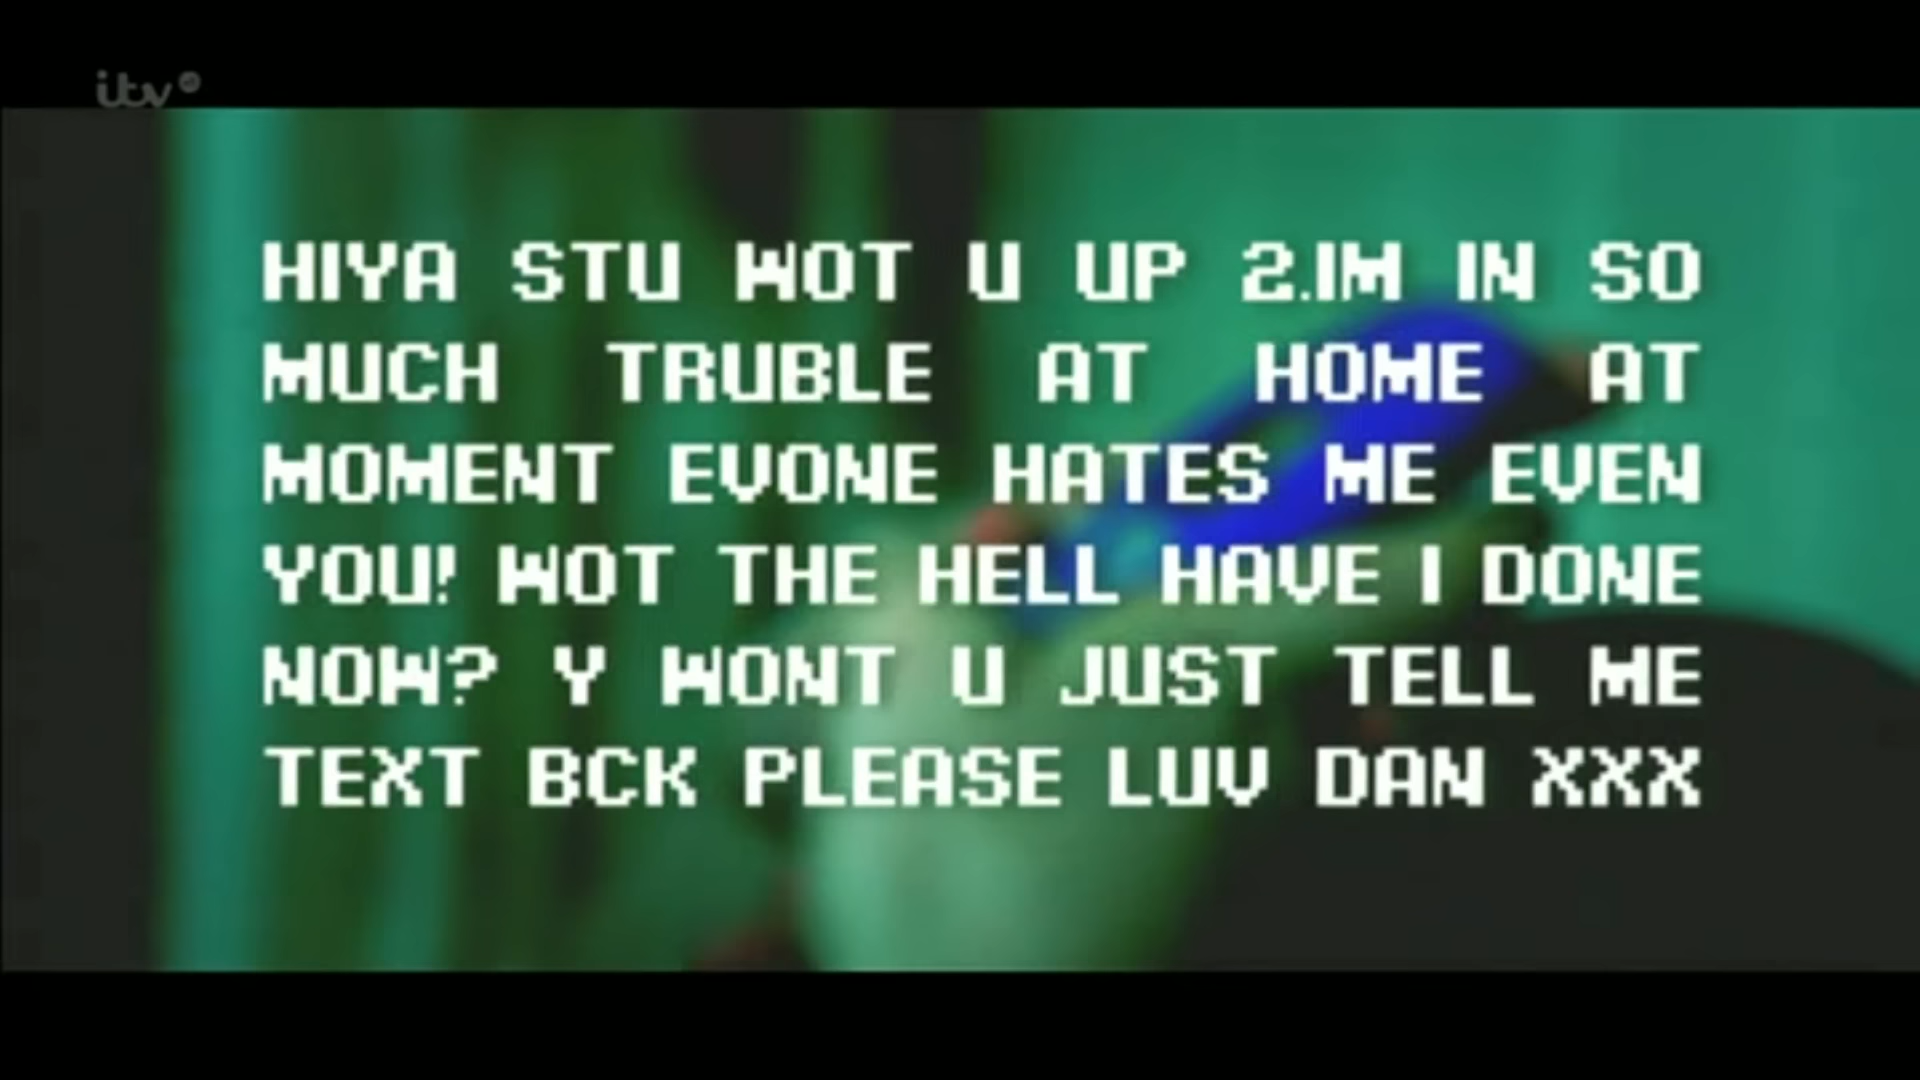 itv
HIYA STU WOT U UP 2.IM IN SO
MUCH TRUBLE AT HOME AT
MOMENT EVONE HATES ME EVEN
YOU! WOT THE HELL HAVE I DONE
NOW? Y WONT U JUST TELL ME
TEXT BCK PLEASE LUV DAN XXX